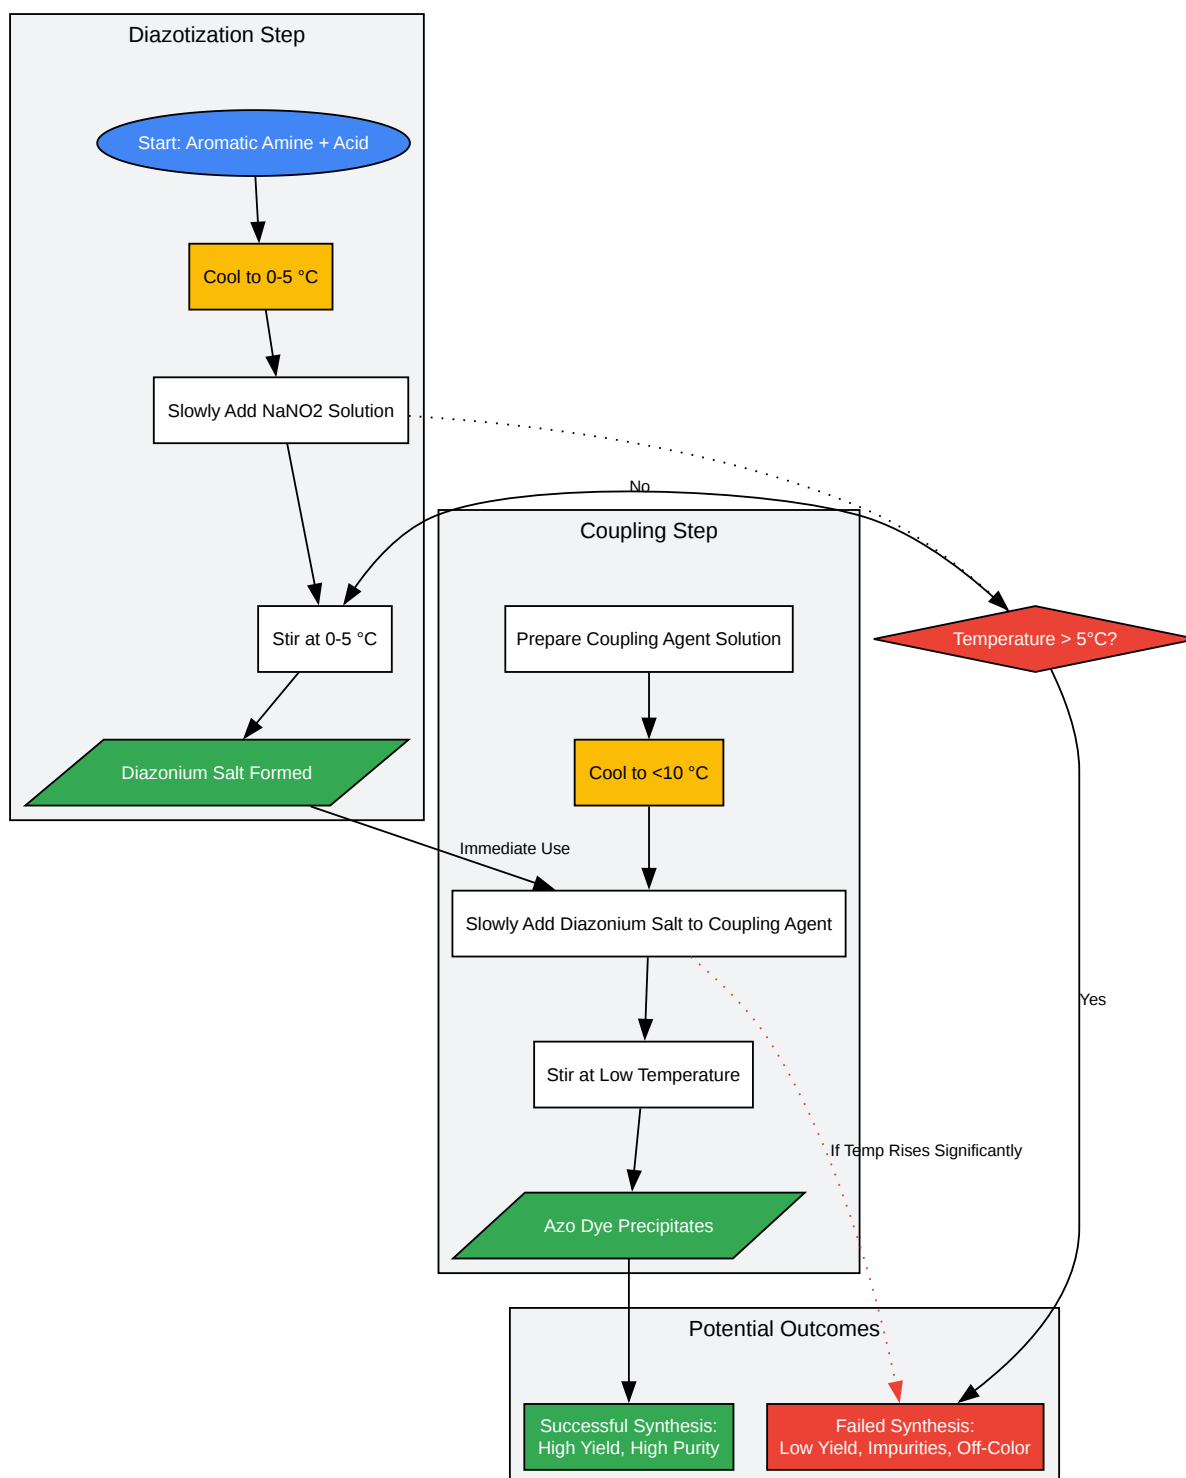 Diazotization Step
Start: Aromatic Amine + Acid
Cool to 0-5 °C
Slowly Add NaNO2 Solution
No
Coupling Step
Stir at 0-5 °C
Prepare Coupling Agent Solution
Temperature > 5°C?
Diazonium Salt Formed
Cool to <10 °C
Immediate Use
Slowly Add Diazonium Salt to Coupling Agent
Yes
Stir at Low Temperature
If Temp Rises Significantly
Azo Dye Precipitates
Potential Outcomes
Successful Synthesis:
High Yield, High Purity
Failed Synthesis:
Low Yield, Impurities, Off-Color